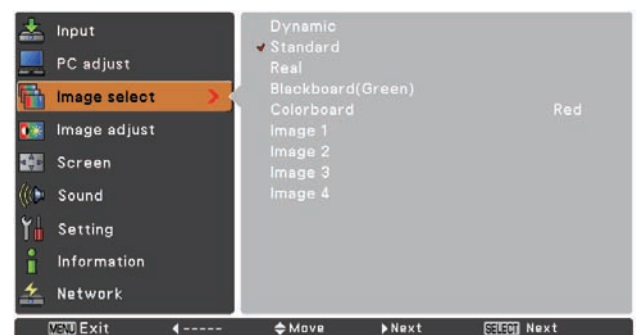 Input
PC adjust
Image select
Image adjust
Screen
Sound
Setting
Information
Network
Dynamic
Standard
Real
Blackboard(Green)
Colorboard Red
Image 1
Image 2
Image 3
Image 4
MENU Exit ----- Move Next SELECT Next